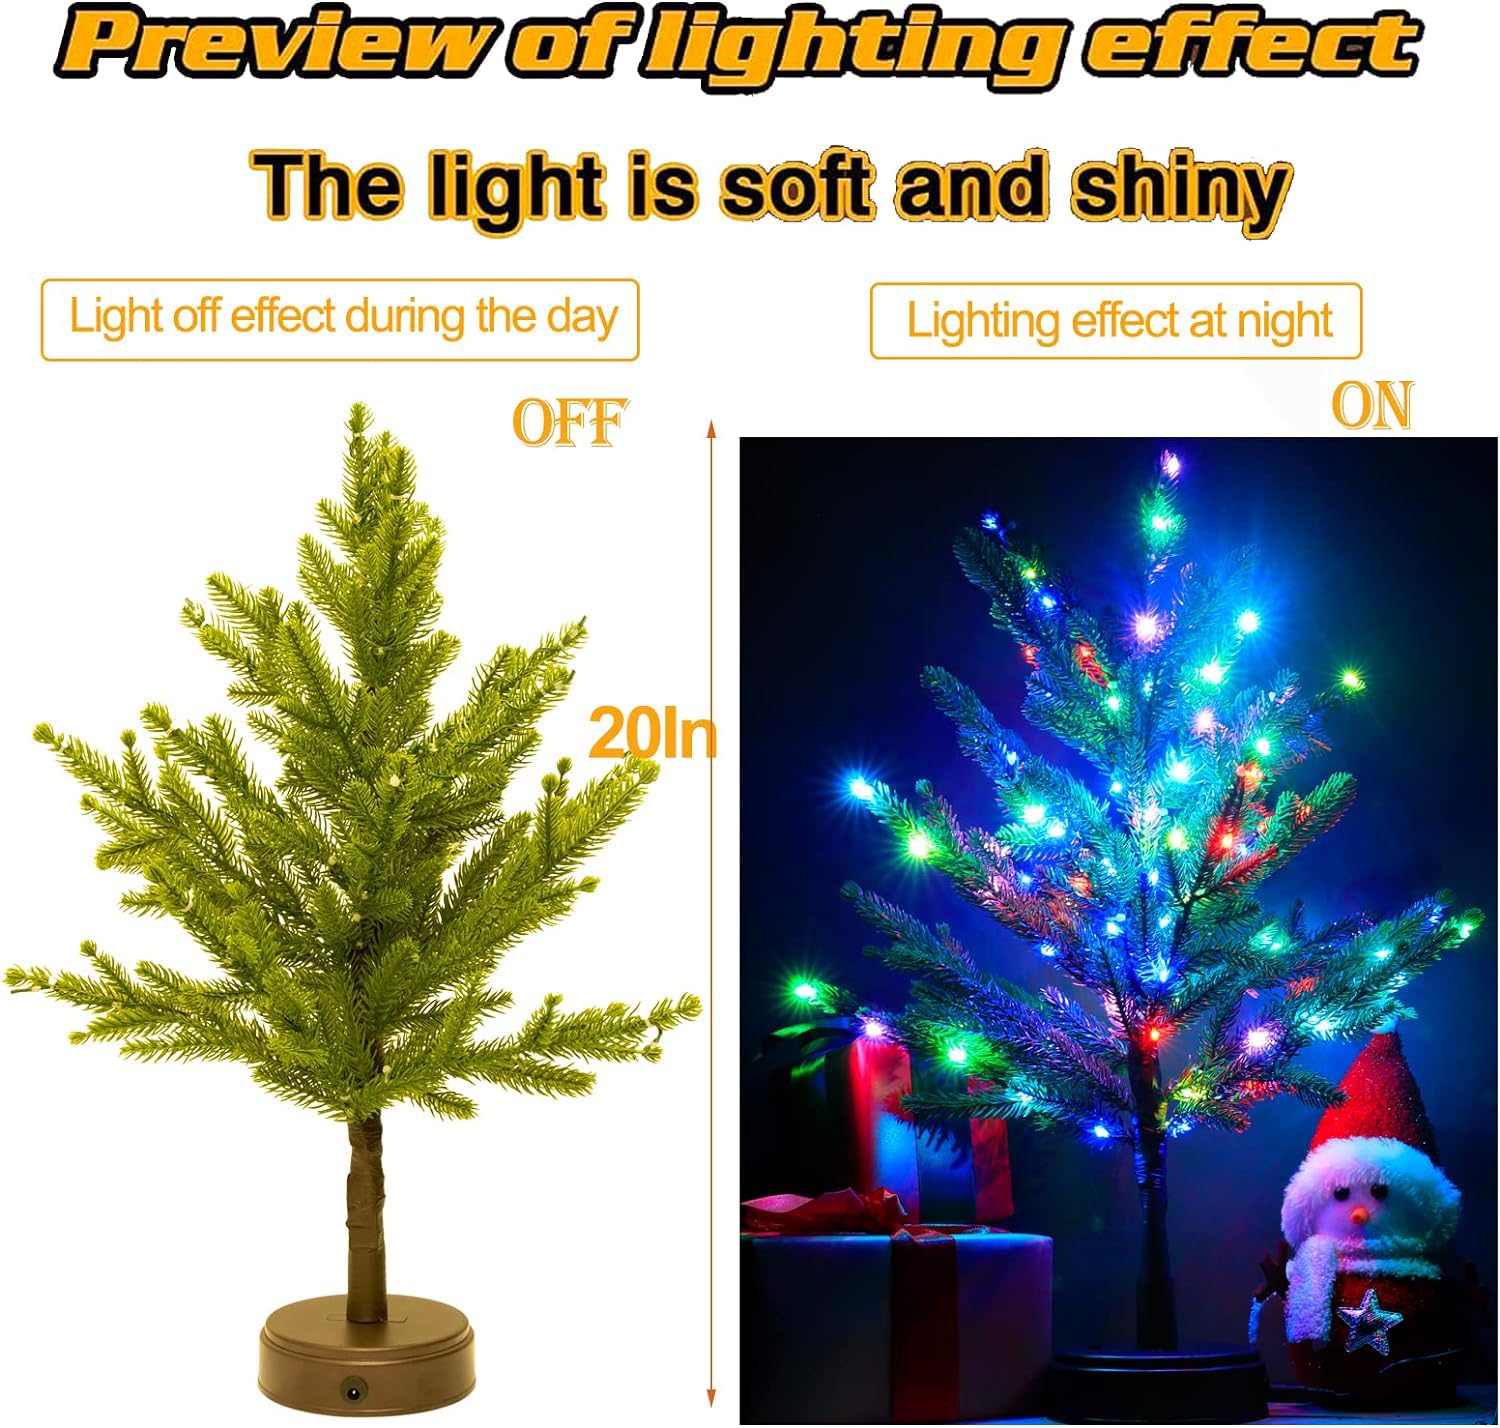 Preview of lighting effect
The light is soft and shiny
Light off effect during the day
Lighting effect at night
OFF
ON
20In